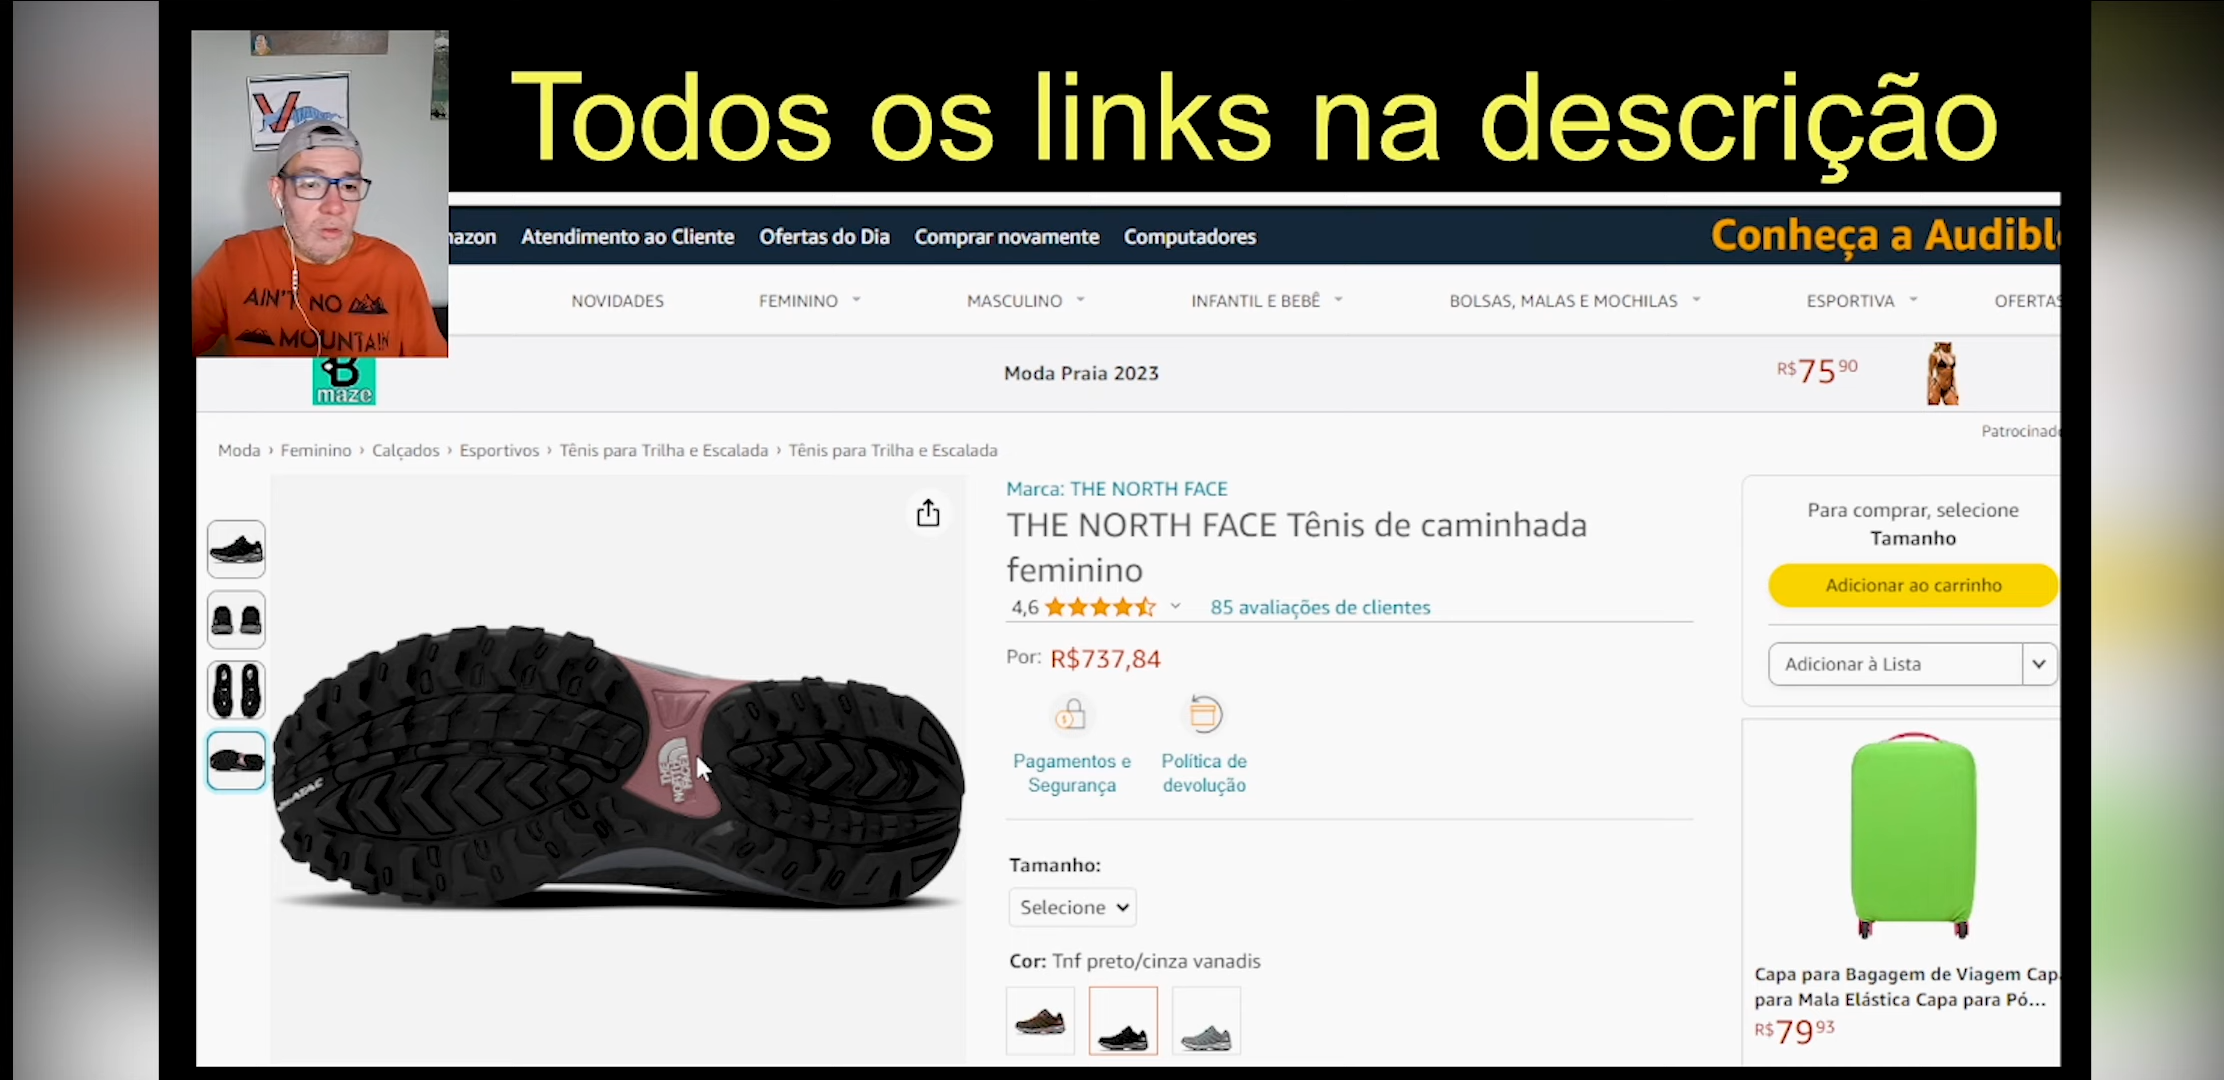 Todos os links na descrição
AIN'T NO
MOUNTAIN
Atendimento ao Cliente Ofertas do Dia Comprar novamente Computadores
Conheça a
NOVIDADES FEMININO MASCULINO INFANTIL E BEBÊ BOLSAS, MALAS E MOCHILAS ESPORTIVA
B
maze
Moda Praia 2023
R$75 90
Moda › Feminino › Calçados › Esportivos › Tênis para Trilha e Escalada › Tênis para Trilha e Escalada
Marca: THE NORTH FACE
THE NORTH FACE Tênis de caminhada
feminino
4,6
85 avaliações de clientes
Por: R$737,84
Pagamentos e
Segurança
Política de
devolução
Tamanho:
Selecione
Cor: Tnf preto/cinza vanadis
Para comprar, selecione
Tamanho
Adicionar ao carrinho
Adicionar à Lista
Capa para Bagagem de Viagem
para Mala Elástica Capa para Pó...
R$79 93